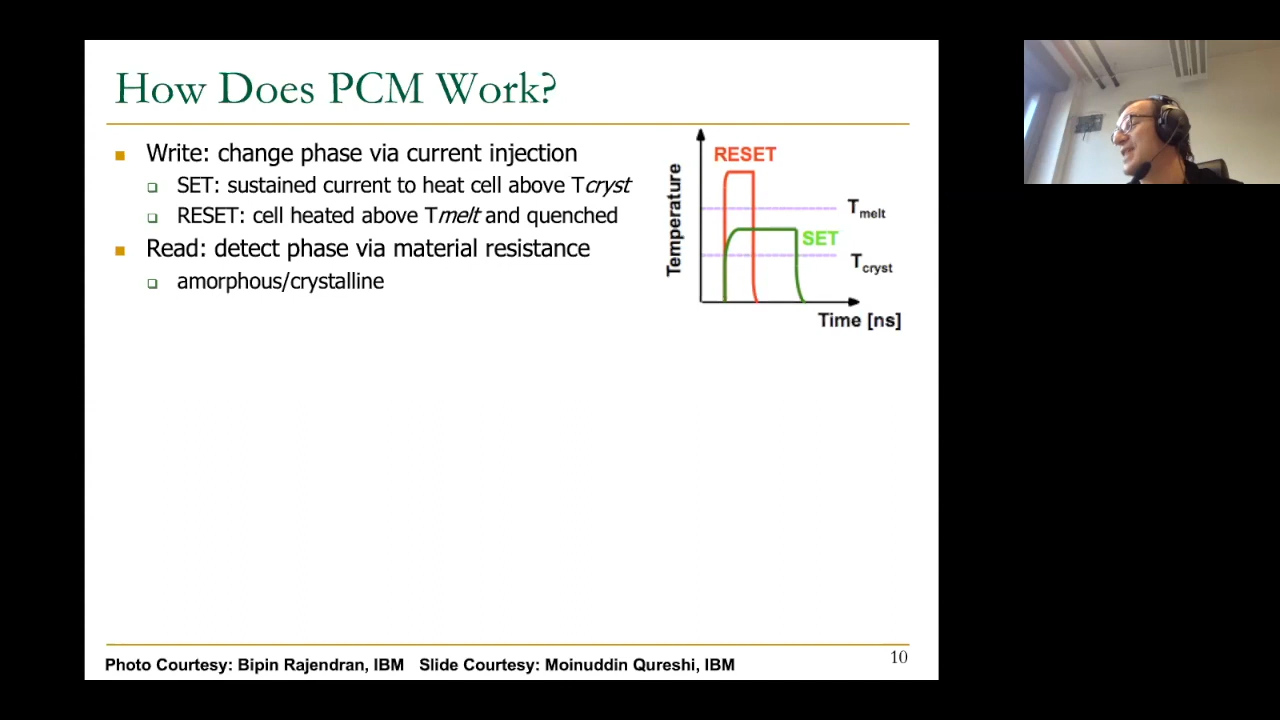 How Does PCM Work?
Write: change phase via current injection
SET: sustained current to heat cell above Tcryst
RESET: cell heated above Tmelt and quenched
Read: detect phase via material resistance
amorphous/crystalline
RESET
Temperature
Tmelt
SET
Tcryst
Time [ns]
Photo Courtesy: Bipin Rajendran, IBM Slide Courtesy: Moinuddin Qureshi, IBM
10